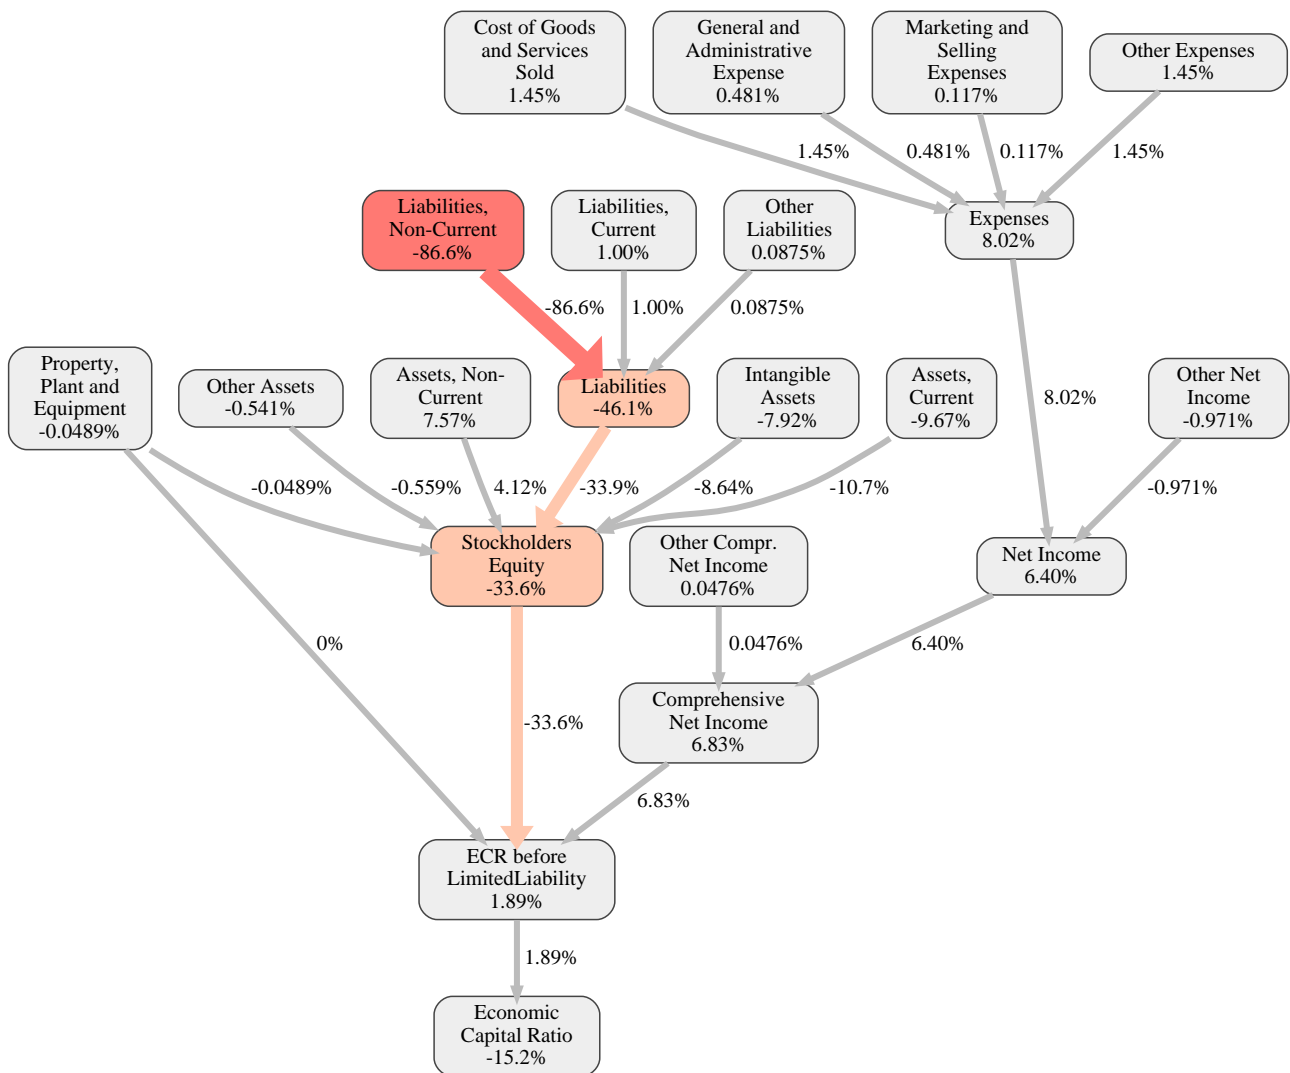 Cost of Goods
and Services
Sold
1.45%
General and
Administrative
Expense
0.481%
Marketing and
Selling
Expenses
0.117%
Other Expenses
1.45%
1.45%
0.481%
0.117%
1.45%
Liabilities,
Non-Current
-86.6%
Liabilities,
Current
1.00%
Other
Liabilities
0.0875%
Expenses
8.02%
-86.6%
1.00%
0.0875%
Property,
Plant and
Equipment
-0.0489%
Other Assets
-0.541%
Assets, Non-
Current
7.57%
Liabilities
-46.1%
Intangible
Assets
-7.92%
Assets,
Current
-9.67%
8.02%
Other Net
Income
-0.971%
-0.0489%
-0.559%
4.12%
-33.9%
-8.64%
-10.7%
-0.971%
Stockholders
Equity
-33.6%
Other Compr.
Net Income
0.0476%
Net Income
6.40%
0%
0.0476%
6.40%
-33.6%
Comprehensive
Net Income
6.83%
6.83%
ECR before
LimitedLiability
1.89%
1.89%
Economic
Capital Ratio
-15.2%